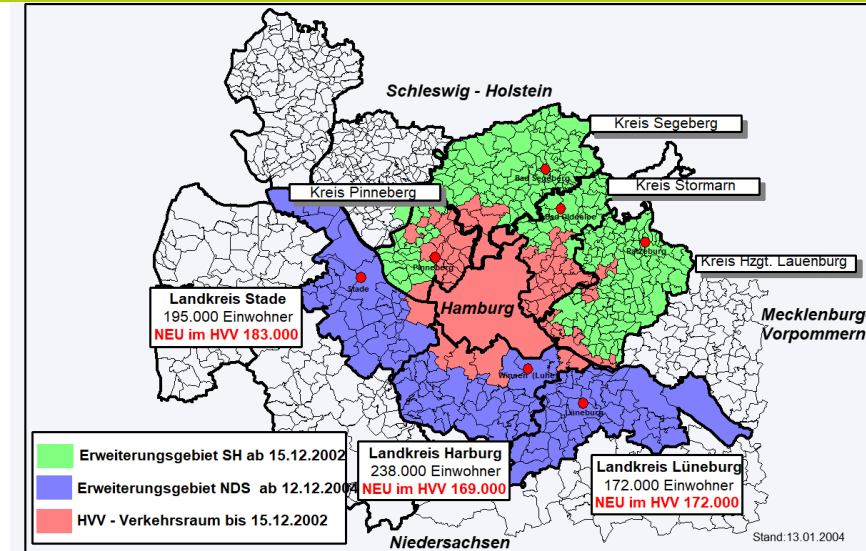 Schleswig - Holstein
Kreis Segeberg
Bad Segeberg
Kreis Stormarn
Kreis Pinneberg
Bad Oldesloe
Ratzeburg
Pinneberg
Kreis Hzgt. Lauenburg
Stade
Landkreis Stade
195.000 Einwohner
NEU im HVV 183.000
Hamburg
Mecklenburg
Vorpommern
Winsen (Luhe)
Lüneburg
Erweiterungsgebiet SH ab 15.12.2002
Erweiterungsgebiet NDS ab 12.12.2004
HVV - Verkehrsraum bis 15.12.2002
Landkreis Harburg
238.000 Einwohner
NEU im HVV 169.000
Landkreis Lüneburg
172.000 Einwohner
NEU im HVV 172.000
Niedersachsen
Stand:13.01.2004